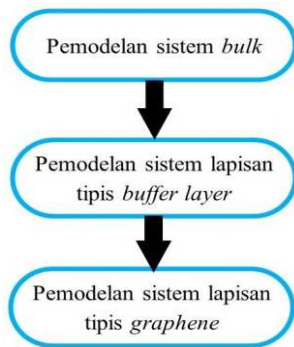 Pemodelan sistem bulk
Pemodelan sistem lapisan
tipis buffer layer
Pemodelan sistem lapisan
tipis graphene